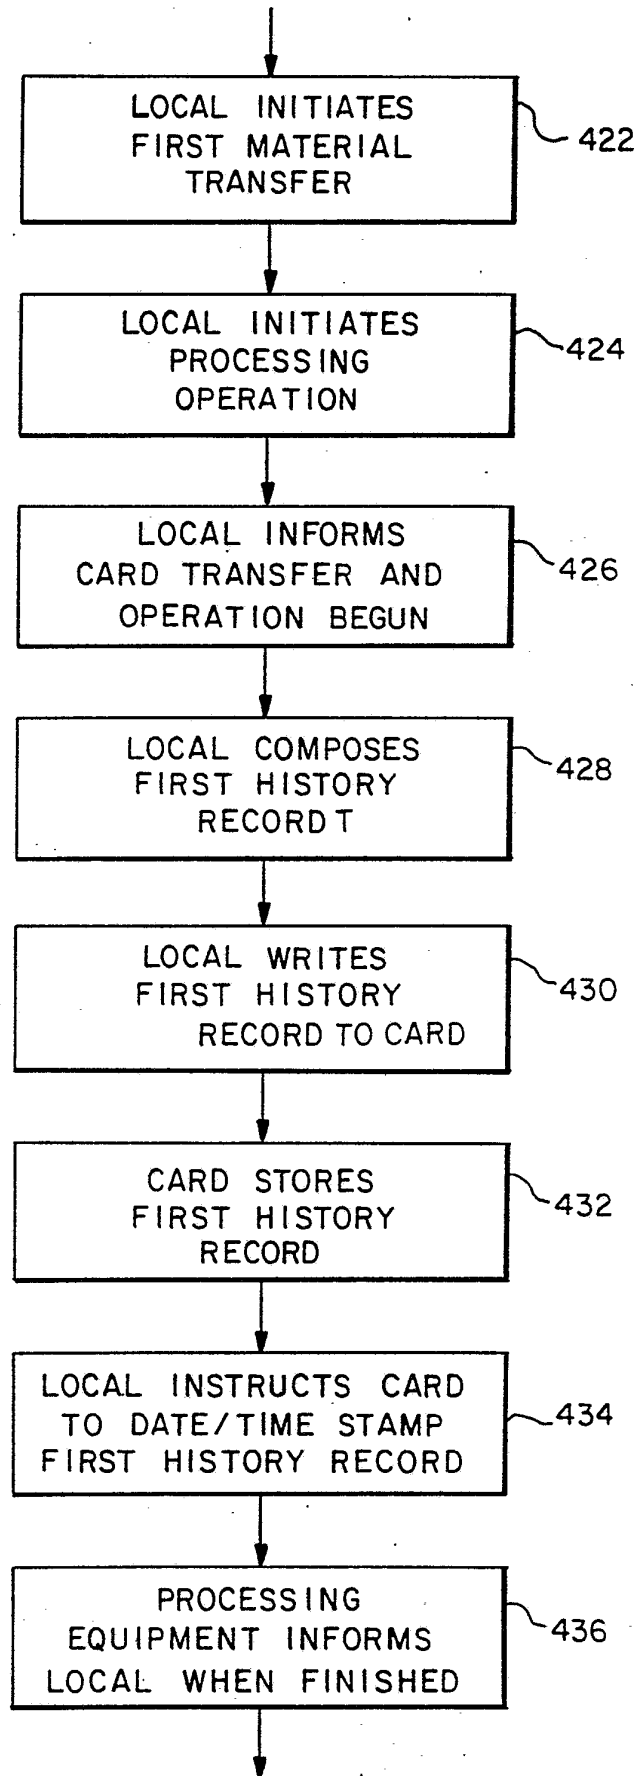 LOCAL INITIATES
FIRST MATERIAL
TRANSFER
422
LOCAL INITIATES
PROCESSING
OPERATION
424
LOCAL INFORMS
CARD TRANSFER AND
OPERATION BEGUN
426
LOCAL COMPOSES
FIRST HISTORY
RECORD T
428
LOCAL WRITES
FIRST HISTORY
RECORD TO CARD
430
CARD STORES
FIRST HISTORY
RECORD
432
LOCAL INSTRUCTS CARD
TO DATE/TIME STAMP
FIRST HISTORY RECORD
434
PROCESSING
EQUIPMENT INFORMS
LOCAL WHEN FINISHED
436